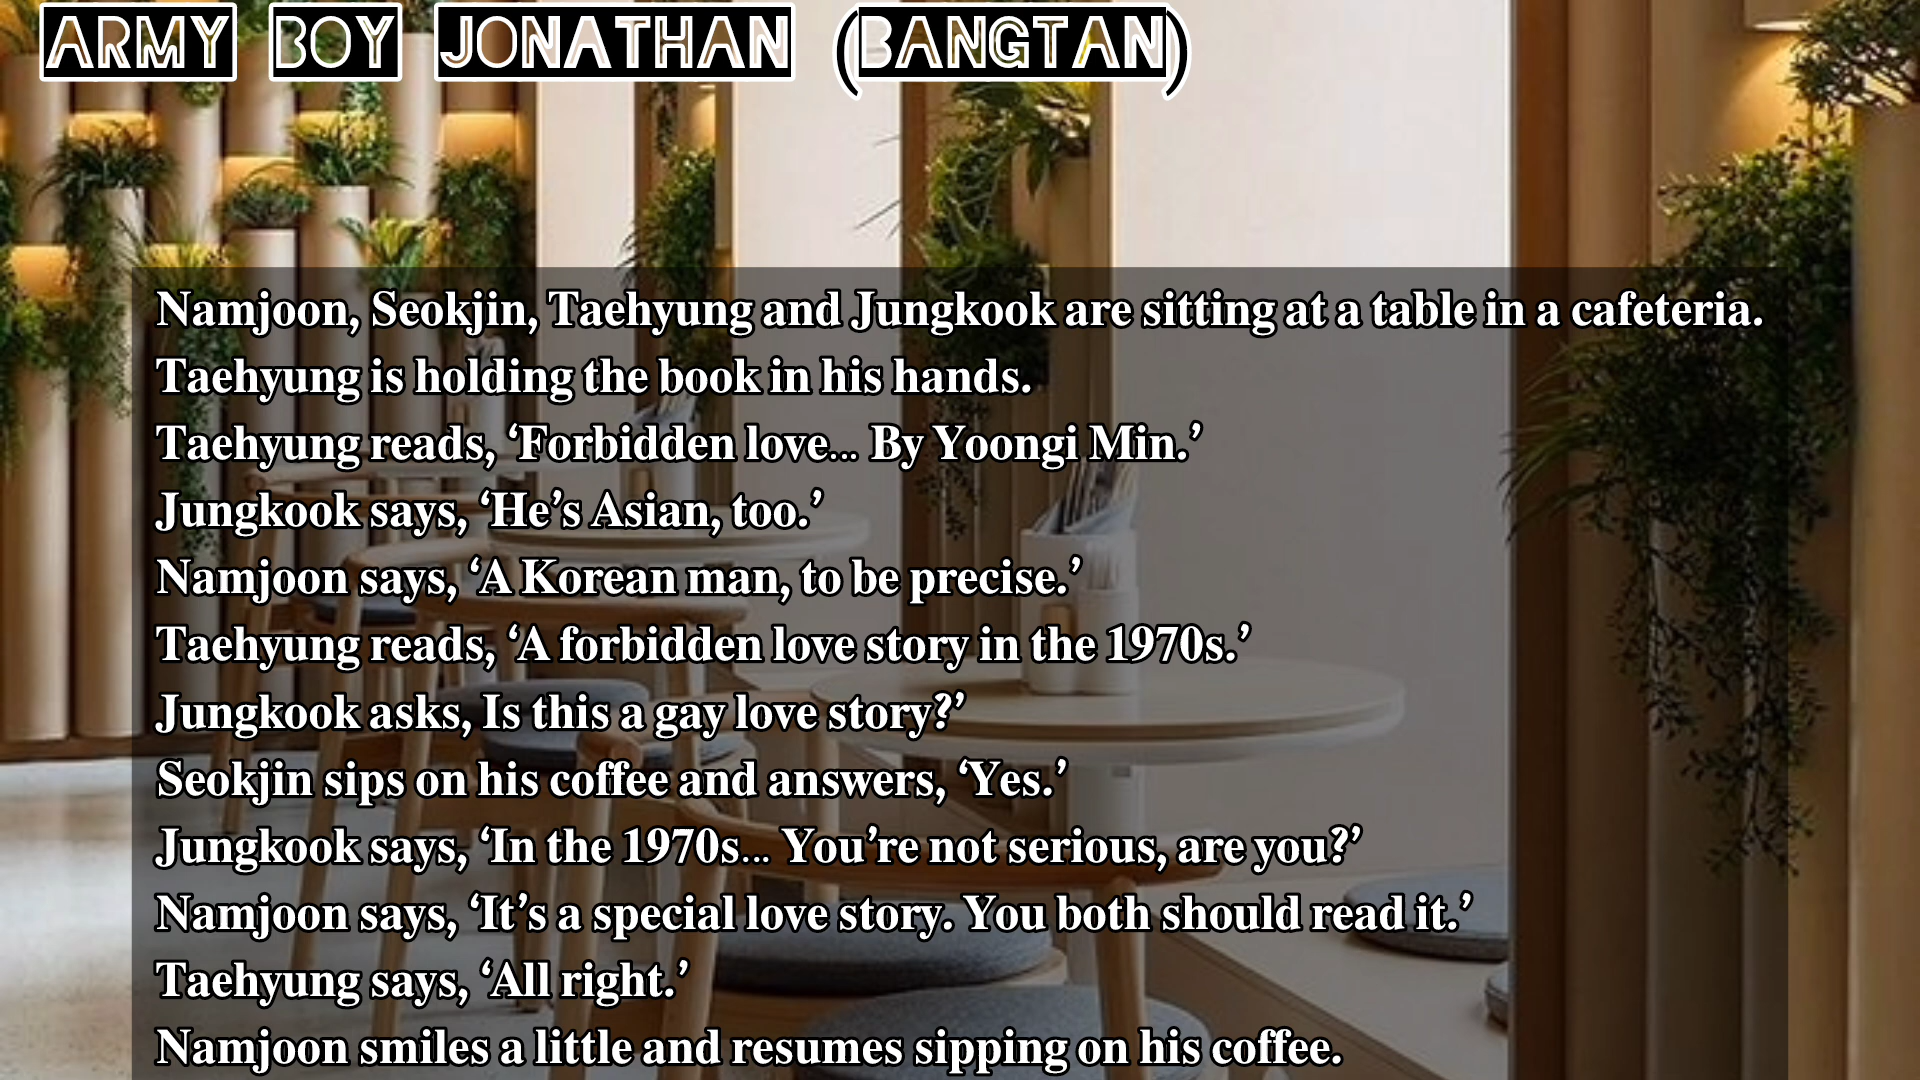 ARMY BOY JONATHAN (BANGTAN)
Namjoon, Seokjin, Taehyung and Jungkook are sitting at a table in a cafeteria.
Taehyung is holding the book in his hands.
Taehyung reads, ‘Forbidden love... By Yoongi Min.’
Jungkook says, ‘He’s Asian, too.’
Namjoon says, ‘A Korean man, to be precise.’
Taehyung reads, ‘A forbidden love story in the 1970s.’
Jungkook asks, Is this a gay love story?’
Seokjin sips on his coffee and answers, ‘Yes.’
Jungkook says, ‘In the 1970s... You’re not serious, are you?’
Namjoon says, ‘It’s a special love story. You both should read it.’
Taehyung says, ‘All right.’
Namjoon smiles a little and resumes sipping on his coffee.